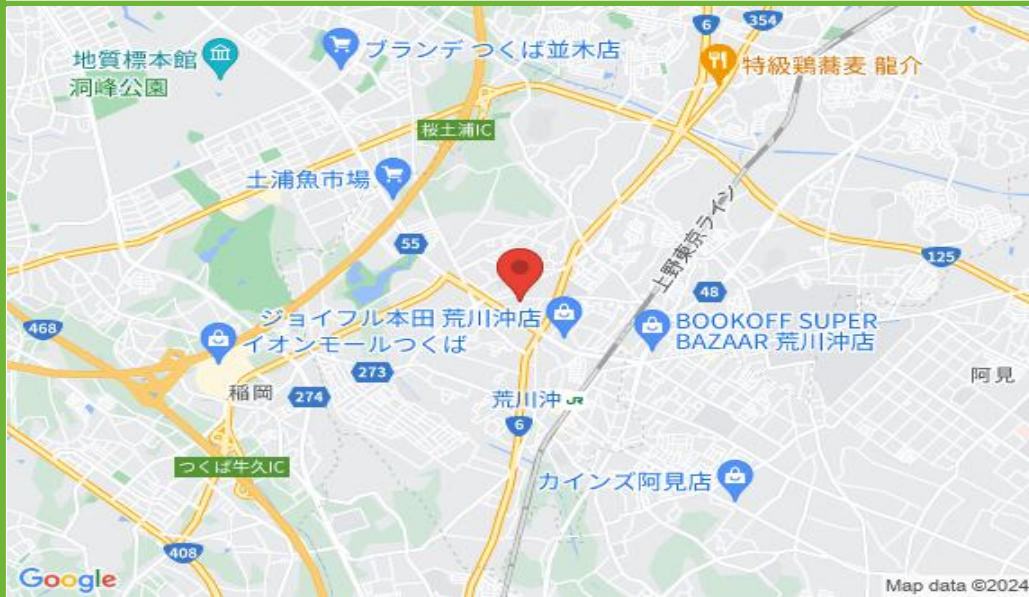 地質標本館
洞峰公園
ブランデ つくば並木店
6
354
特級鶏蕎麦 龍介
桜土浦IC
土浦魚市場
55
上野東京ライン
125
48
468
ジョイフル本田 荒川沖店
イオンモールつくば
BOOKOFF SUPER
BAZAAR 荒川沖店
273
阿見
稲岡
274
荒川沖 JR
6
つくば牛久IC
カインズ阿見店
408
Google
Map data ©2024